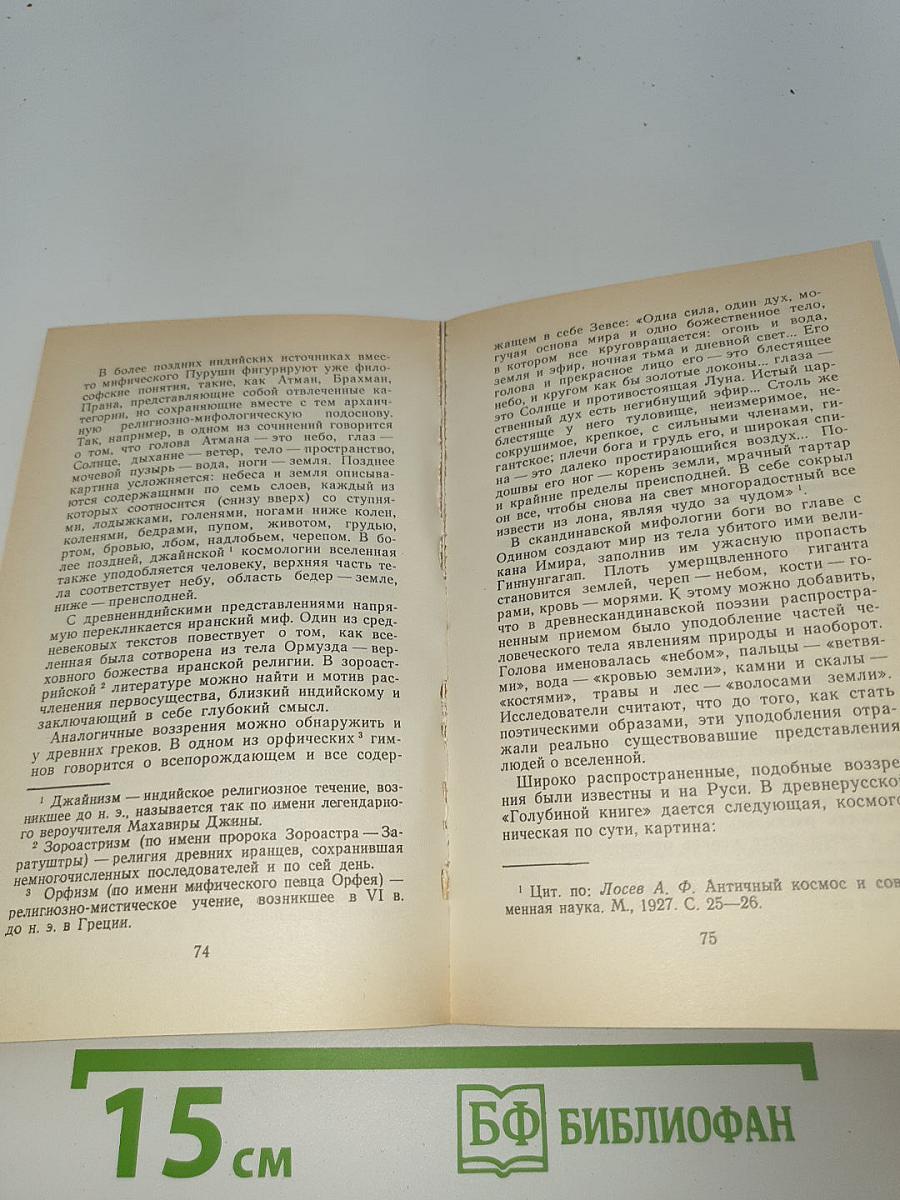 В более поздних индийских источниках вмес-
то мифического Пуруши фигурируют уже фило-
софские понятия, такие, как Атман, Брахман,
Прана, представляющие собой отвлеченные ка-
тегории, но сохраняющие вместе с тем архаич-
ную религиозно-мифологическую подоснову.
Так, например, в одном из сочинений говорится
о том, что голова Атмана — это небо, глаз —
Солнце, дыхание — ветер, тело — пространство,
мочевой пузырь — вода, ноги — земля. Позднее
картина усложняется: небеса и земля описыва-
ются содержащими по семь слоев, каждый из
которых соотносится (снизу вверх) со ступня-
ми, лодыжками, голенями, ногами ниже колен,
коленями, бедрами, пупом, животом, грудью,
ртом, бровью, лбом, надлобьем, черепом. В бо-
лее поздней, джайнской ¹ космологии вселенная
также уподобляется человеку, верхняя часть те-
ла соответствует небу, область бедер — земле,
ниже — преисподней.
С древнеиндийскими представлениями напря-
мую перекликается иранский миф. Один из сред-
невековых текстов повествует о том, как все-
ленная была сотворена из тела Ормузда — вер-
ховного божества иранской религии. В зороаст-
рийской ² литературе можно найти и мотив рас-
членения первосущества, близкий индийскому и
заключающий в себе глубокий смысл.
Аналогичные воззрения можно обнаружить и
у древних греков. В одном из орфических ³ гим-
нов говорится о всепорождающем и все содер-
¹ Джайнизм — индийское религиозное течение, воз-
никшее до н. э., называется так по имени легендарно-
го вероучителя Махавиры Джины.
² Зороастризм (по имени пророка Зороастра — За-
ратуштры) — религия древних иранцев, сохранившая
немногочисленных последователей и по сей день.
³ Орфизм (по имени мифического певца Орфея) —
религиозно-мистическое учение, возникшее в VI в.
до н. э. в Греции.
74
жащем в себе Зевсе: «Одна сила, один дух, мо-
гучая основа мира и одно божественное тело,
в котором все круговращается: огонь и вода,
земля и эфир, ночная тьма и дневной свет... Его
голова и прекрасное лицо его — это блестящее
небо, и кругом как бы золотые локоны... глаза —
это Солнце и противостоящая Луна. Истый цар-
ственный дух есть негибнущий эфир... Столь же
блестяще у него туловище, неизмеримое, не-
сокрушимое, крепкое, с сильными членами, ги-
гантское; плечи бога и грудь его, и широкая спи-
на — это далеко простирающийся воздух... По-
дошвы его ног — корень земли, мрачный тартар
и крайние пределы преисподней. В себе сокрыл
он все, чтобы снова на свет многорадостный все
извести из лона, являя чудо за чудом» ¹.
В скандинавской мифологии боги во главе с
Одином создают мир из тела убитого ими вели-
кана Имира, заполнив им ужасную пропасть
Гиннунгагап. Плоть умерщвленного гиганта
становится землей, череп — небом, кости — го-
рами, кровь — морями. К этому можно добавить,
что в древнескандинавской поэзии распростра-
ненным приемом было уподобление частей че-
ловеческого тела явлениям природы и наоборот.
Голова именовалась «небом», пальцы — «ветвя-
ми», вода — «кровью земли», камни и скалы —
«костями», травы и лес — «волосами земли».
Исследователи считают, что до того, как стать
поэтическими образами, эти уподобления отра-
жали реально существовавшие представления
людей о вселенной.
Широко распространенные, подобные воззре
ния были известны и на Руси. В древнерусско
«Голубиной книге» дается следующая, космого
ническая по сути, картина:
¹ Цит. по: Лосев А. Ф. Античный космос и сов
менная наука. М., 1927. С. 25—26.
75
15 см
БФ БИБЛИОФАН